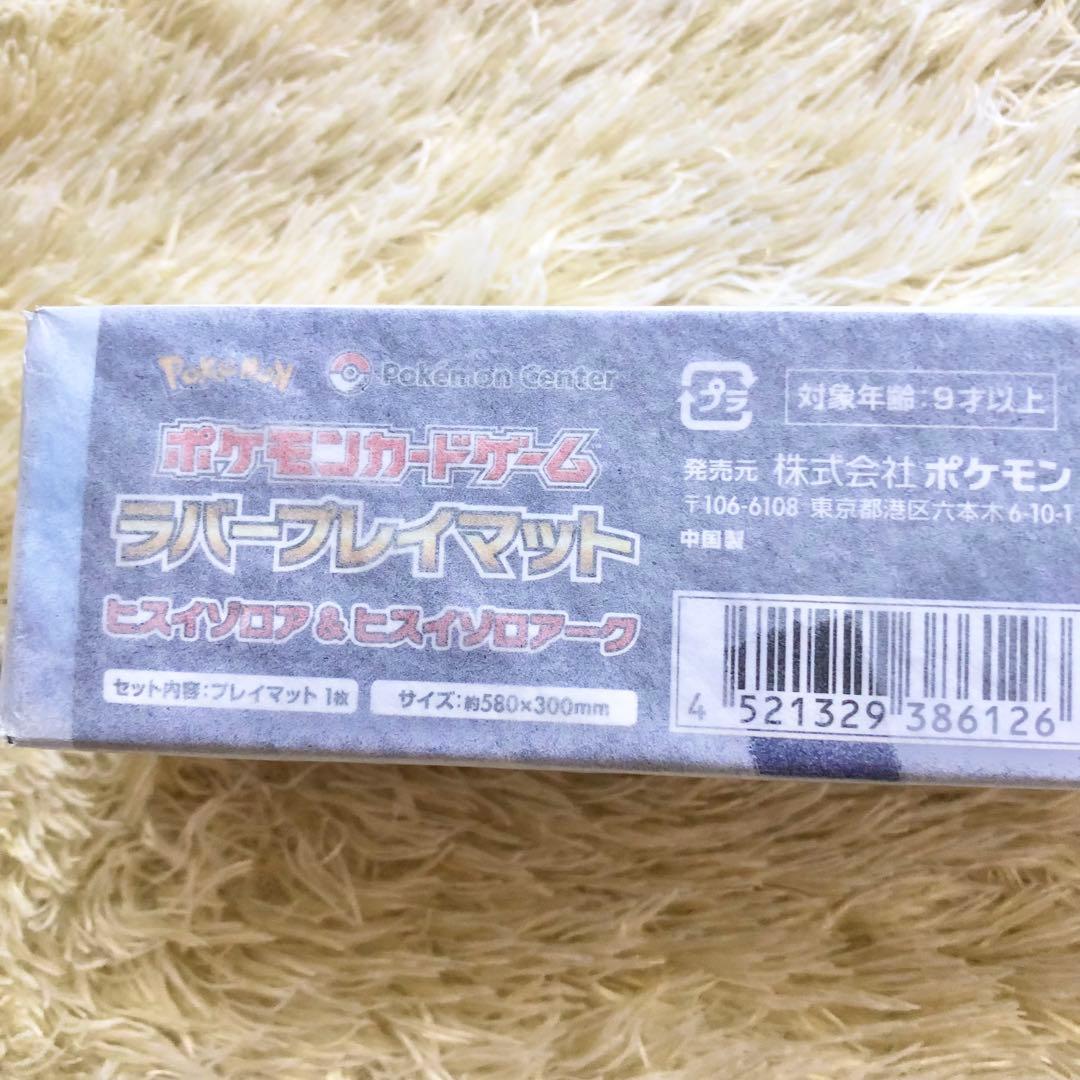 Pokémon Pokémon Center
ポケモンカードゲーム
ラバープレイマット
ヒスイゾロア&ヒスイゾロアーク
セット内容:プレイマット 1枚 サイズ:約580×300mm
プラ 対象年齢:9才以上
発売元 株式会社 ポケモン
〒106-6108 東京都港区六本木6-10-1
中国製
4 521329 386126